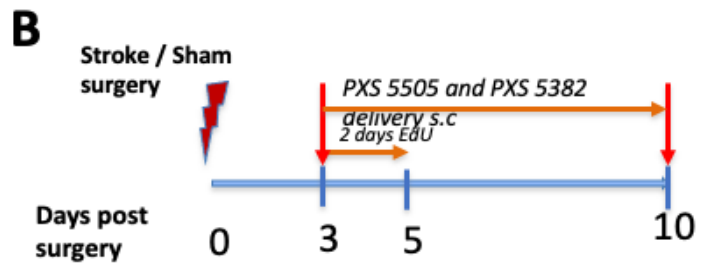 B
Stroke / Sham
surgery
PXS 5505 and PXS 5382
delivery s.c
2 days EdU
Days post
surgery
0
3
5
10